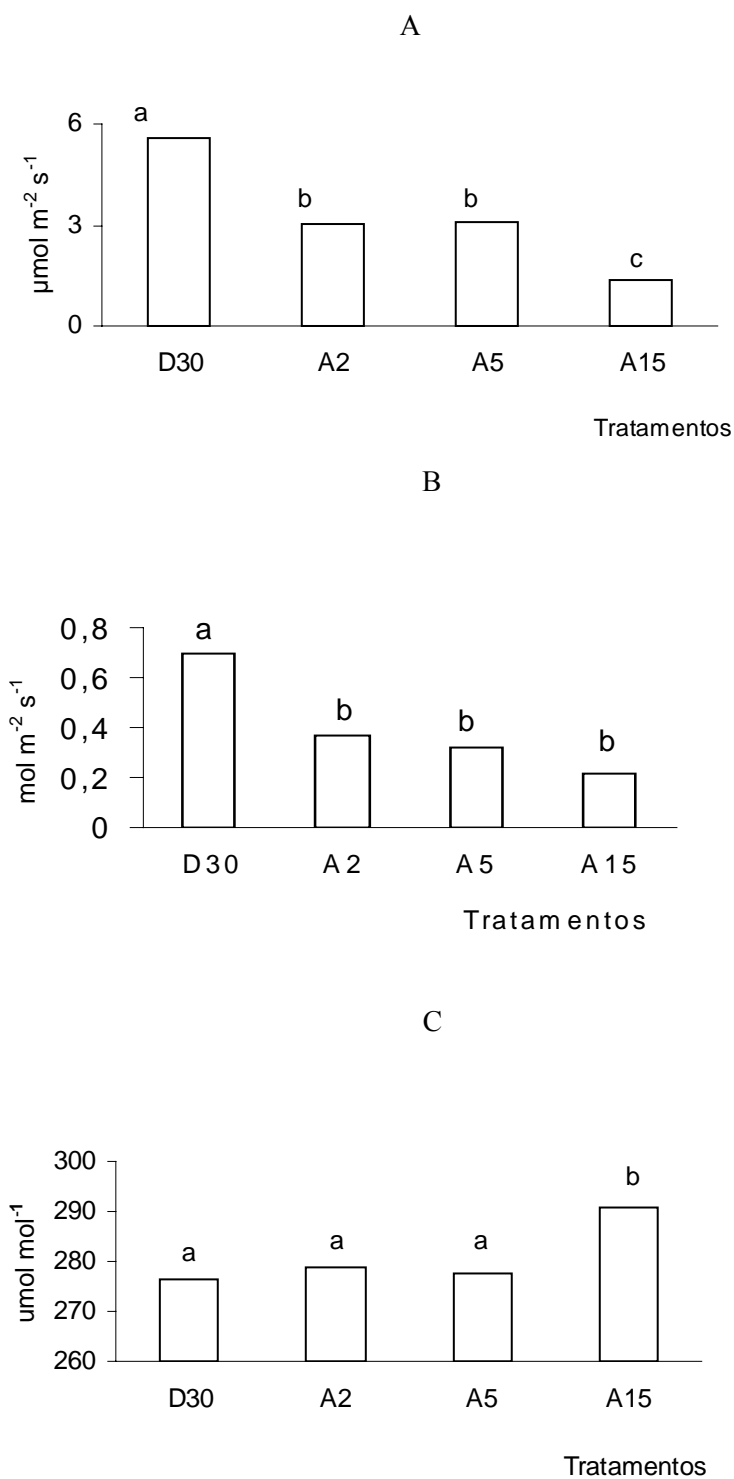 A
a
6
b
b
3
c
0
µmol m-2 s-1
D30 A2 A5 A15
Tratamentos
B
0,8
a
0,6
b
b
b
0,4
0,2
0
mol m-2 s-1
D30 A2 A5 A15
Tratamentos
C
300
b
290
a
a
a
280
270
260
umol mol-1
D30 A2 A5 A15
Tratamentos